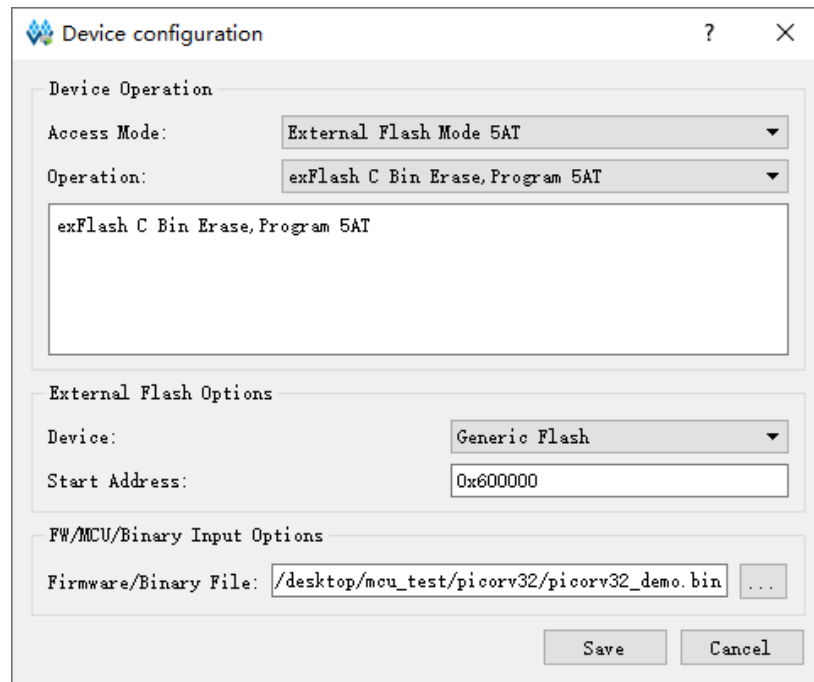 Device configuration
?
Device Operation
Access Mode:
External Flash Mode 5AT
Operation:
exFlash C Bin Erase,Program 5AT
exFlash C Bin Erase,Program 5AT
External Flash Options
Device:
Generic Flash
Start Address:
0x600000
FW/MCU/Binary Input Options
Firmware/Binary File:
/desktop/mcu_test/picorv32/picorv32_demo.bin
...
Save
Cancel